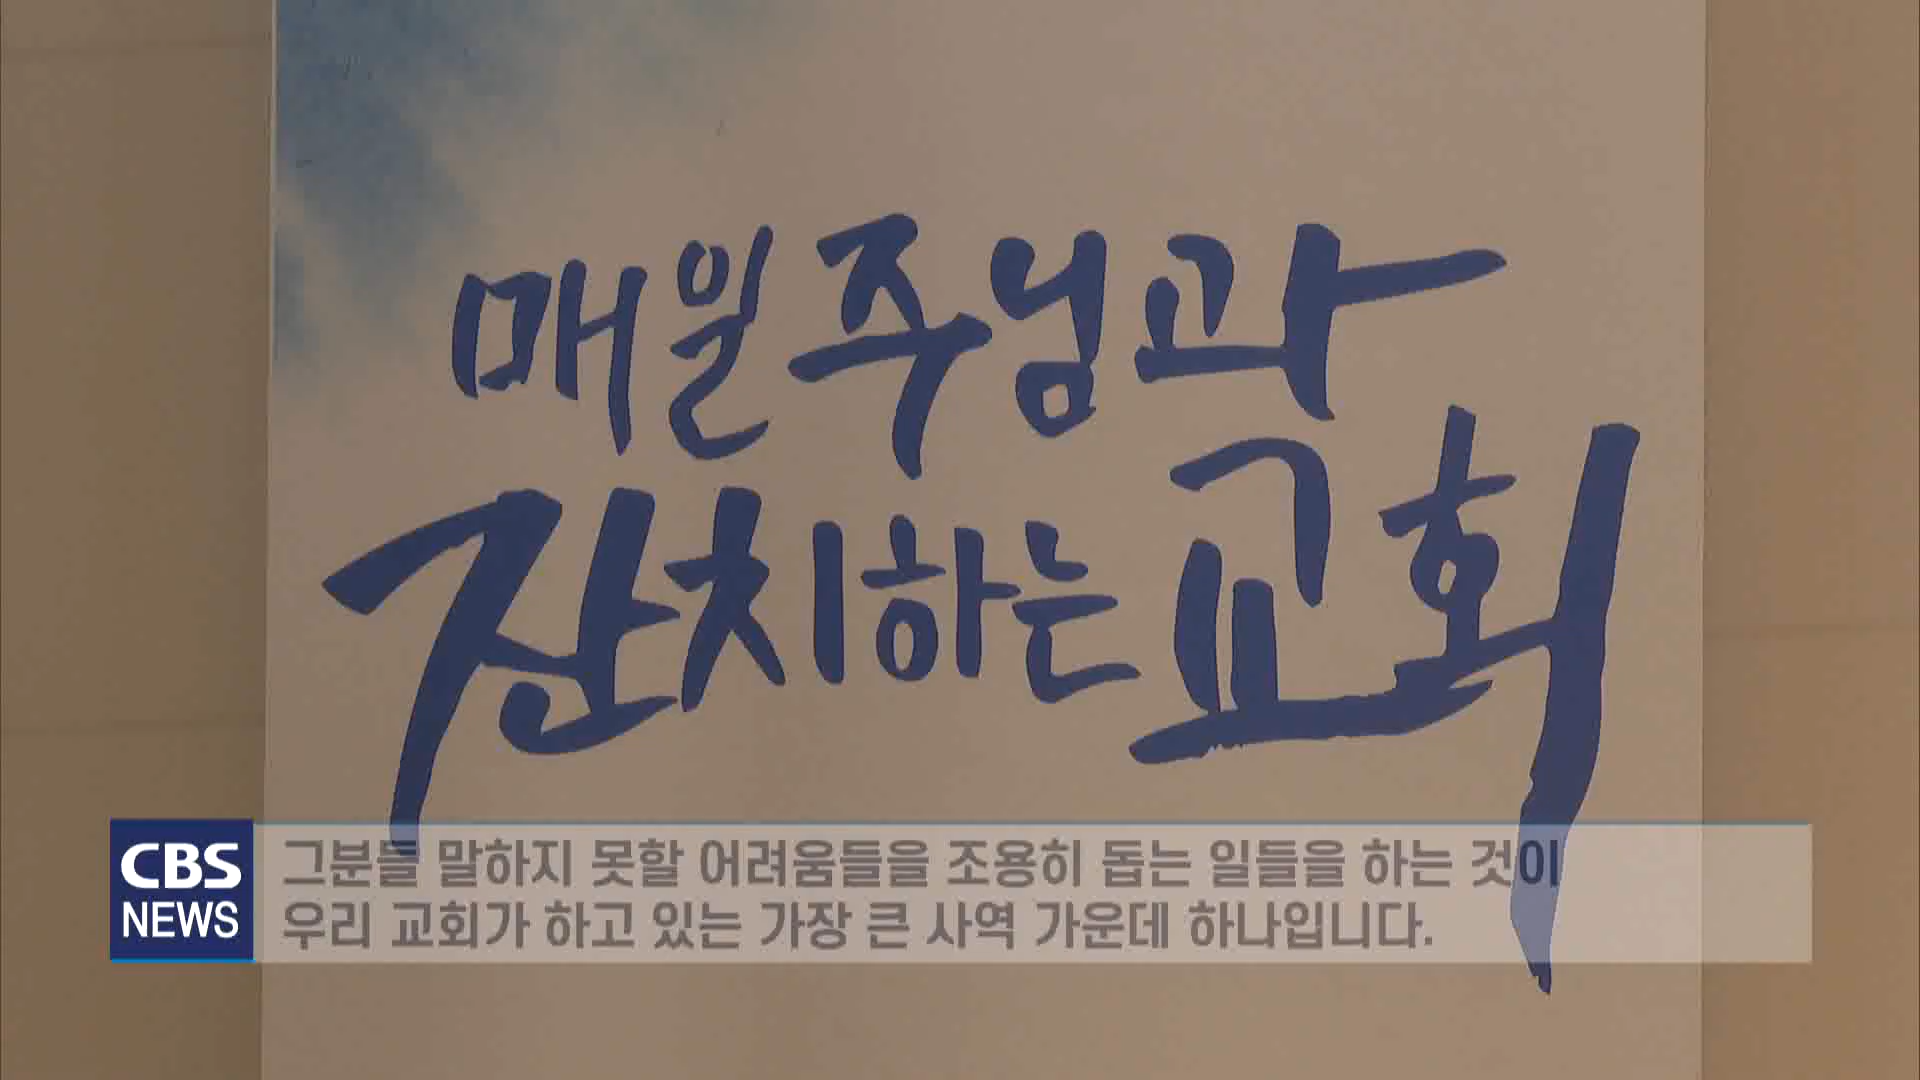 매일 주님과
잔치하는 교회
CBS
NEWS
그분들 말하지 못할 어려움들을 조용히 돕는 일들을 하는 것이
우리 교회가 하고 있는 가장 큰 사역 가운데 하나입니다.